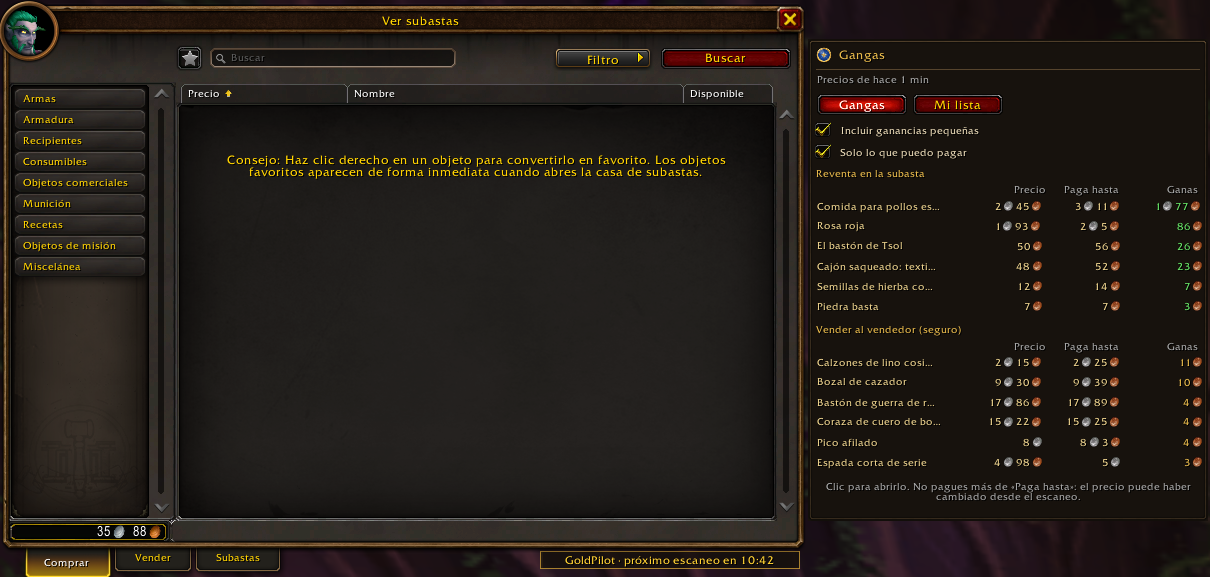 Ver subastas
Buscar
Filtro
Buscar
Armas
Armadura
Recipientes
Consumibles
Objetos comerciales
Munición
Recetas
Objetos de misión
Miscelánea
Precio
Nombre
Disponible
Consejo: Haz clic derecho en un objeto para convertirlo en favorito. Los objetos
favoritos aparecen de forma inmediata cuando abres la casa de subastas.
35 88
Comprar
Vender
Subastas
GoldPilot · próximo escaneo en 10:42
Gangas
Precios de hace 1 min
Gangas
Mi lista
Incluir ganancias pequeñas
Solo lo que puedo pagar
Reventa en la subasta
Precio Paga hasta Ganas
Comida para pollos es... 2 45 3 11 1 77
Rosa roja 1 93 2 5 86
El bastón de Tsol 50 56 26
Cajón saqueado: texti... 48 52 23
Semillas de hierba co... 12 14 7
Piedra basta 7 7 3
Vender al vendedor (seguro)
Precio Paga hasta Ganas
Calzones de lino cosi... 2 15 2 25 11
Bozal de cazador 9 30 9 39 10
Bastón de guerra de r... 17 86 17 89 4
Coraza de cuero de bo... 15 22 15 25 4
Pico afilado 8 8 3 4
Espada corta de serie 4 98 5 3
Clic para abrirlo. No pagues más de «Paga hasta»: el precio puede haber
cambiado desde el escaneo.